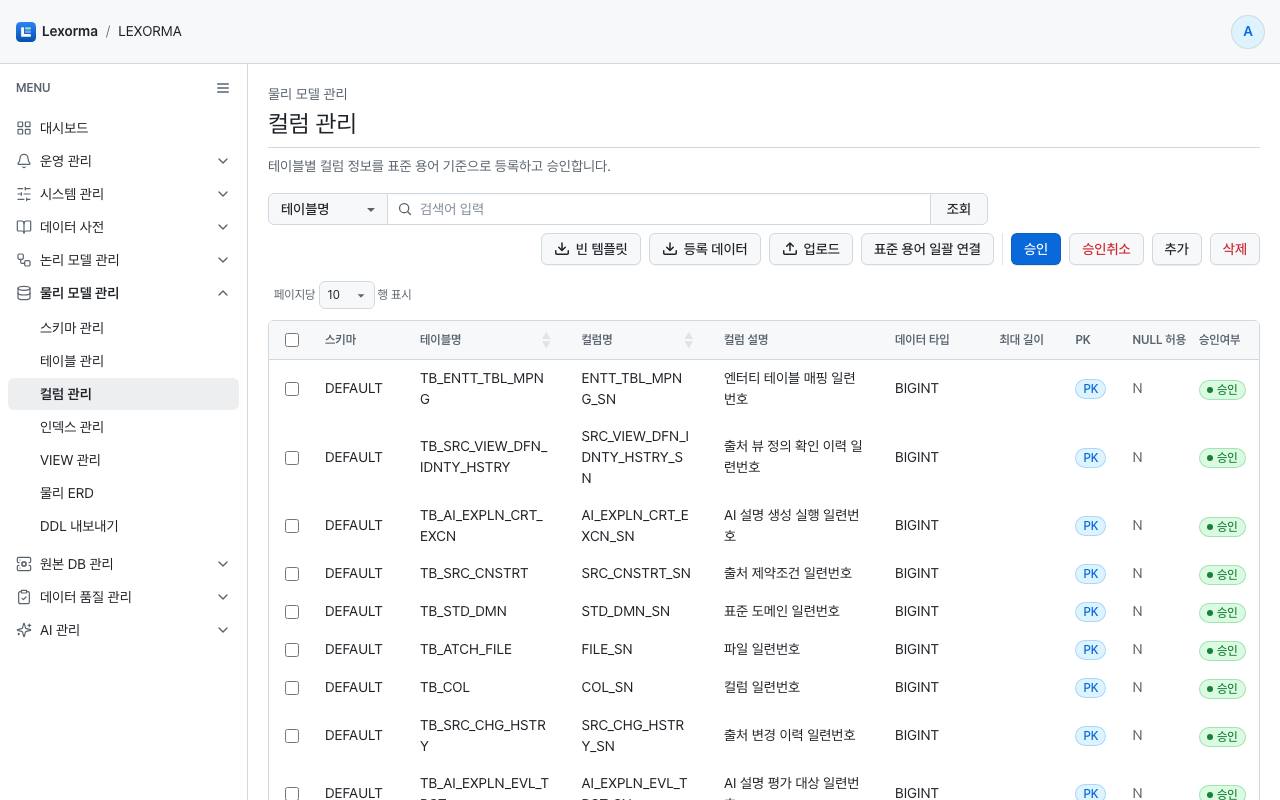 Lexorma / LEXORMA
A
MENU
대시보드
운영 관리
시스템 관리
데이터 사전
논리 모델 관리
물리 모델 관리
스키마 관리
테이블 관리
컬럼 관리
인덱스 관리
VIEW 관리
물리 ERD
DDL 내보내기
원본 DB 관리
데이터 품질 관리
AI 관리
물리 모델 관리
컬럼 관리
테이블별 컬럼 정보를 표준 용어 기준으로 등록하고 승인합니다.
테이블명 검색어 입력 조회
빈 템플릿 등록 데이터 업로드 표준 용어 일괄 연결 승인 승인취소 추가 삭제
페이지당 10 행 표시
스키마 테이블명 컬럼명 컬럼 설명 데이터 타입 최대 길이 PK NULL 허용 승인여부
DEFAULT TB_ENTT_TBL_MPN ENTT_TBL_MPN 엔터티 테이블 매핑 일련 BIGINT PK N 승인
G G_SN 번호
SRC_VIEW_DFN_I
DEFAULT TB_SRC_VIEW_DFN_ DNTY_HSTRY_S 출처 뷰 정의 확인 이력 일 BIGINT PK N 승인
IDNTY_HSTRY N 련번호
DEFAULT TB_AI_EXPLN_CRT_ AI_EXPLN_CRT_E AI 설명 생성 실행 일련번 BIGINT PK N 승인
EXCN XCN_SN 호
DEFAULT TB_SRC_CNSTRT SRC_CNSTRT_SN 출처 제약조건 일련번호 BIGINT PK N 승인
DEFAULT TB_STD_DMN STD_DMN_SN 표준 도메인 일련번호 BIGINT PK N 승인
DEFAULT TB_ATCH_FILE FILE_SN 파일 일련번호 BIGINT PK N 승인
DEFAULT TB_COL COL_SN 컬럼 일련번호 BIGINT PK N 승인
DEFAULT TB_SRC_CHG_HSTR SRC_CHG_HSTR 출처 변경 이력 일련번호 BIGINT PK N 승인
Y Y_SN
DEFAULT TB_AI_EXPLN_EVL_T AI_EXPLN_EVL_T AI 설명 평가 대상 일련번 BIGINT PK N 승인